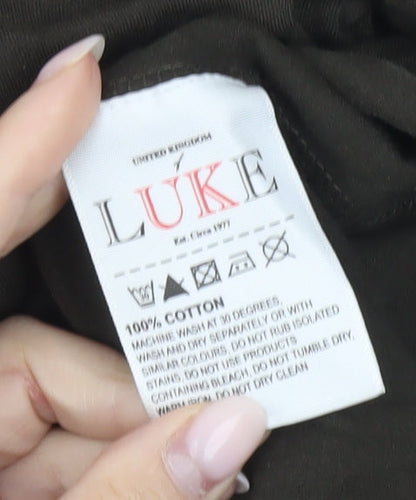 UNITED KINGDOM
of
LUKE
Est. Circa 1977
30
100% COTTON
MACHINE WASH AT 30 DEGREES
WASH AND DRY SEPARATELY OR WITH
SIMILAR COLOURS. DO NOT RUB ISOLATED
STAINS. DO NOT USE PRODUCTS
CONTAINING BLEACH. DO NOT TUMBLE DRY.
WARM IRON. DO NOT DRY CLEAN